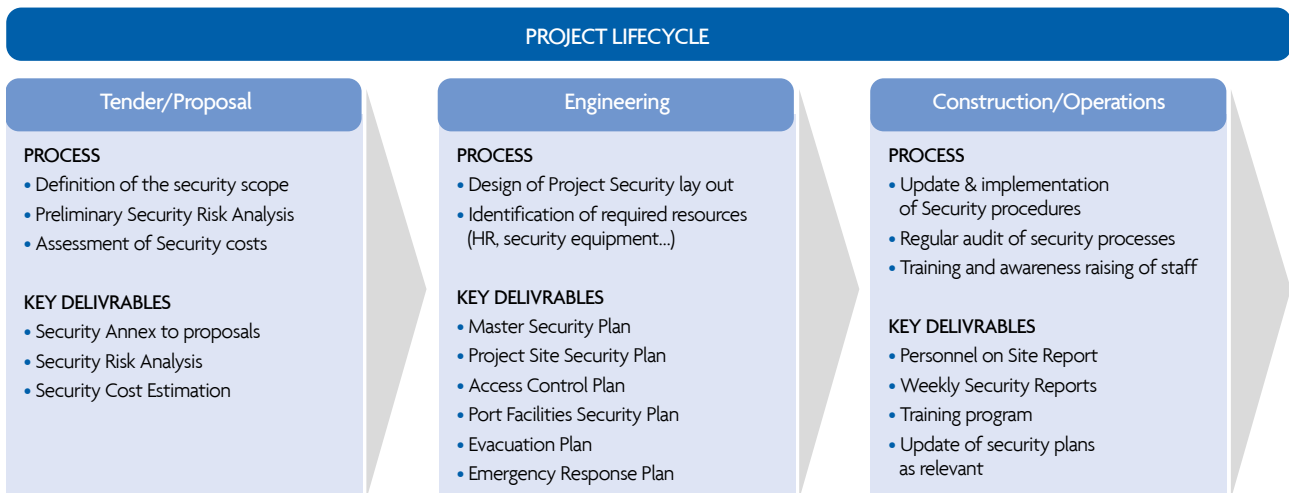 PROJECT LIFECYCLE
Tender/Proposal
PROCESS
• Definition of the security scope
• Preliminary Security Risk Analysis
• Assessment of Security costs
KEY DELIVRABLES
• Security Annex to proposals
• Security Risk Analysis
• Security Cost Estimation
Engineering
PROCESS
• Design of Project Security lay out
• Identification of required resources
(HR, security equipment...)
KEY DELIVRABLES
• Master Security Plan
• Project Site Security Plan
• Access Control Plan
• Port Facilities Security Plan
• Evacuation Plan
• Emergency Response Plan
Construction/Operations
PROCESS
• Update & implementation
of Security procedures
• Regular audit of security processes
• Training and awareness raising of staff
KEY DELIVRABLES
• Personnel on Site Report
• Weekly Security Reports
• Training program
• Update of security plans
as relevant